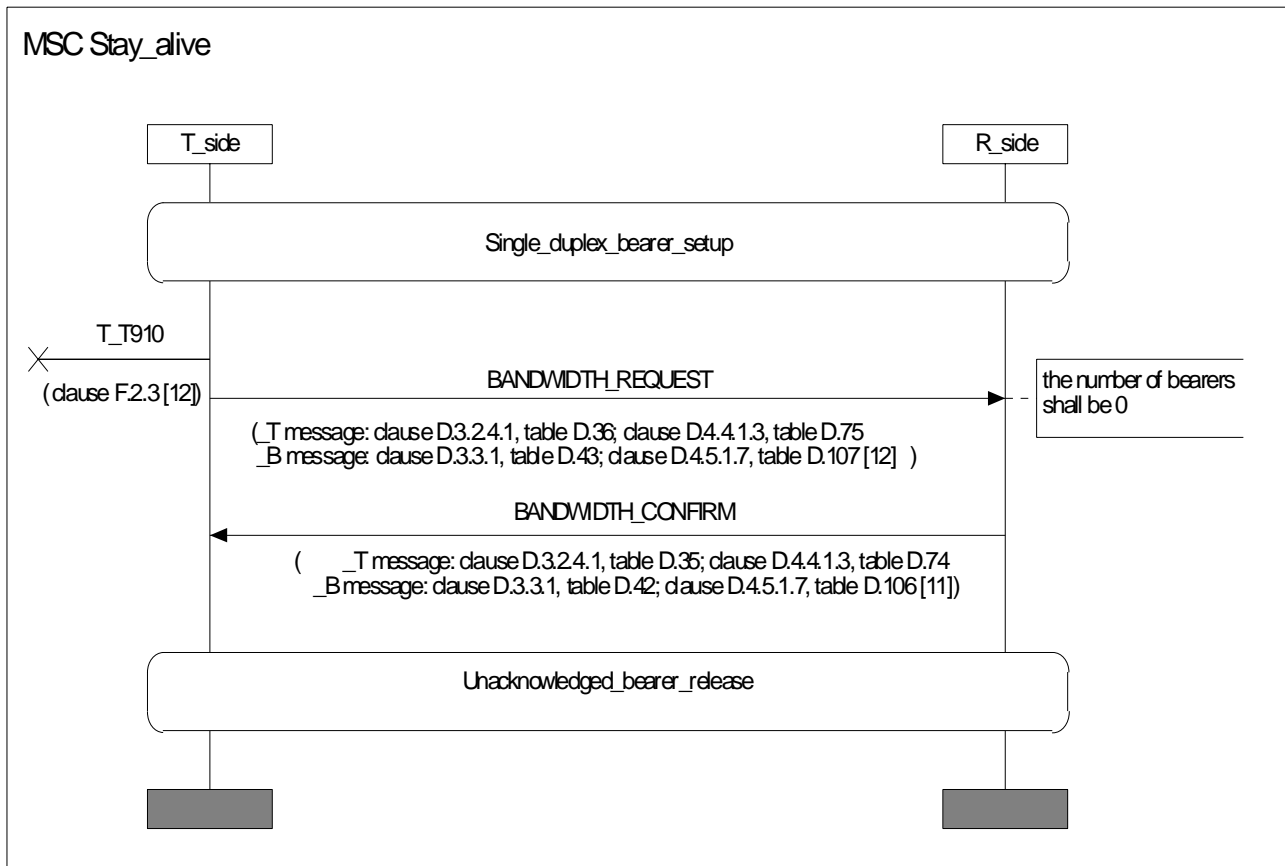 MSC Stay_alive
T_side
R_side
Single_duplex_bearer_setup
T_T910
(clause F.2.3 [12])
BANDWIDTH_REQUEST
the number of bearers
shall be 0
(_T message: clause D.3.2.4.1, table D.36; clause D.4.4.1.3, table D.75
_B message: clause D.3.3.1, table D.43; clause D.4.5.1.7, table D.107 [12] )
BANDWIDTH_CONFIRM
( _T message: clause D.3.2.4.1, table D.35; clause D.4.4.1.3, table D.74
_B message: clause D.3.3.1, table D.42; clause D.4.5.1.7, table D.106 [11])
Unacknowledged_bearer_release